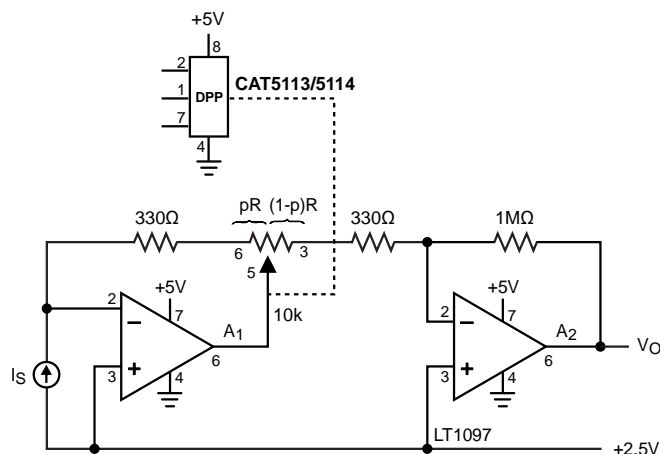 +5V
8
2
CAT5113/5114
1
DPP
7
4
pR (1-p)R
330Ω
330Ω
1MΩ
6
3
5
+5V
+5V
2
7
10k
2
7
–
A1
–
A2
6
6
VO
IS
+
3
4
+
3
4
LT1097
+2.5V